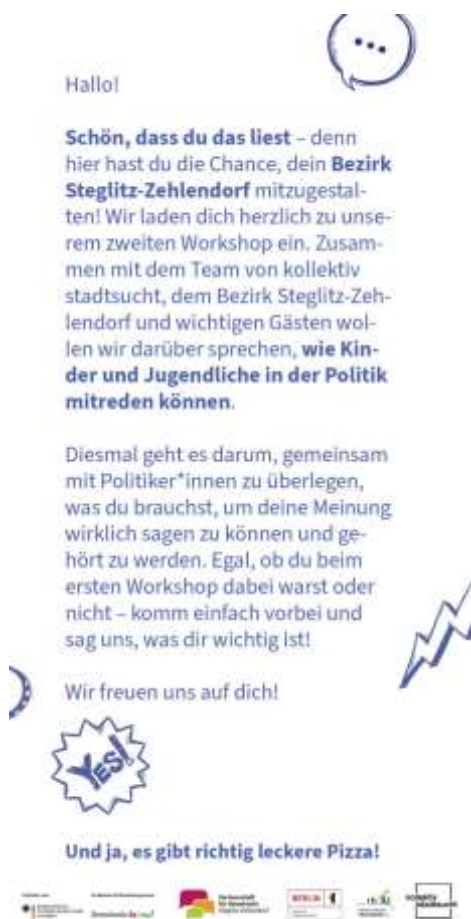 Hallo!
Schön, dass du das liest – denn
hier hast du die Chance, dein Bezirk
Steglitz-Zehlendorf mitzugestal-
ten! Wir laden dich herzlich zu unse-
rem zweiten Workshop ein. Zusam-
men mit dem Team von kollektiv
stadtsucht, dem Bezirk Steglitz-Zeh-
lendorf und wichtigen Gästen wol-
len wir darüber sprechen, wie Kin-
der und Jugendliche in der Politik
mitreden können.
Diesmal geht es darum, gemeinsam
mit Politiker*innen zu überlegen,
was du brauchst, um deine Meinung
wirklich sagen zu können und ge-
hört zu werden. Egal, ob du beim
ersten Workshop dabei warst oder
nicht – komm einfach vorbei und
sag uns, was dir wichtig ist!
Wir freuen uns auf dich!
YES!
Und ja, es gibt richtig leckere Pizza!
Partnerschaft
für Demokratie
BERLIN